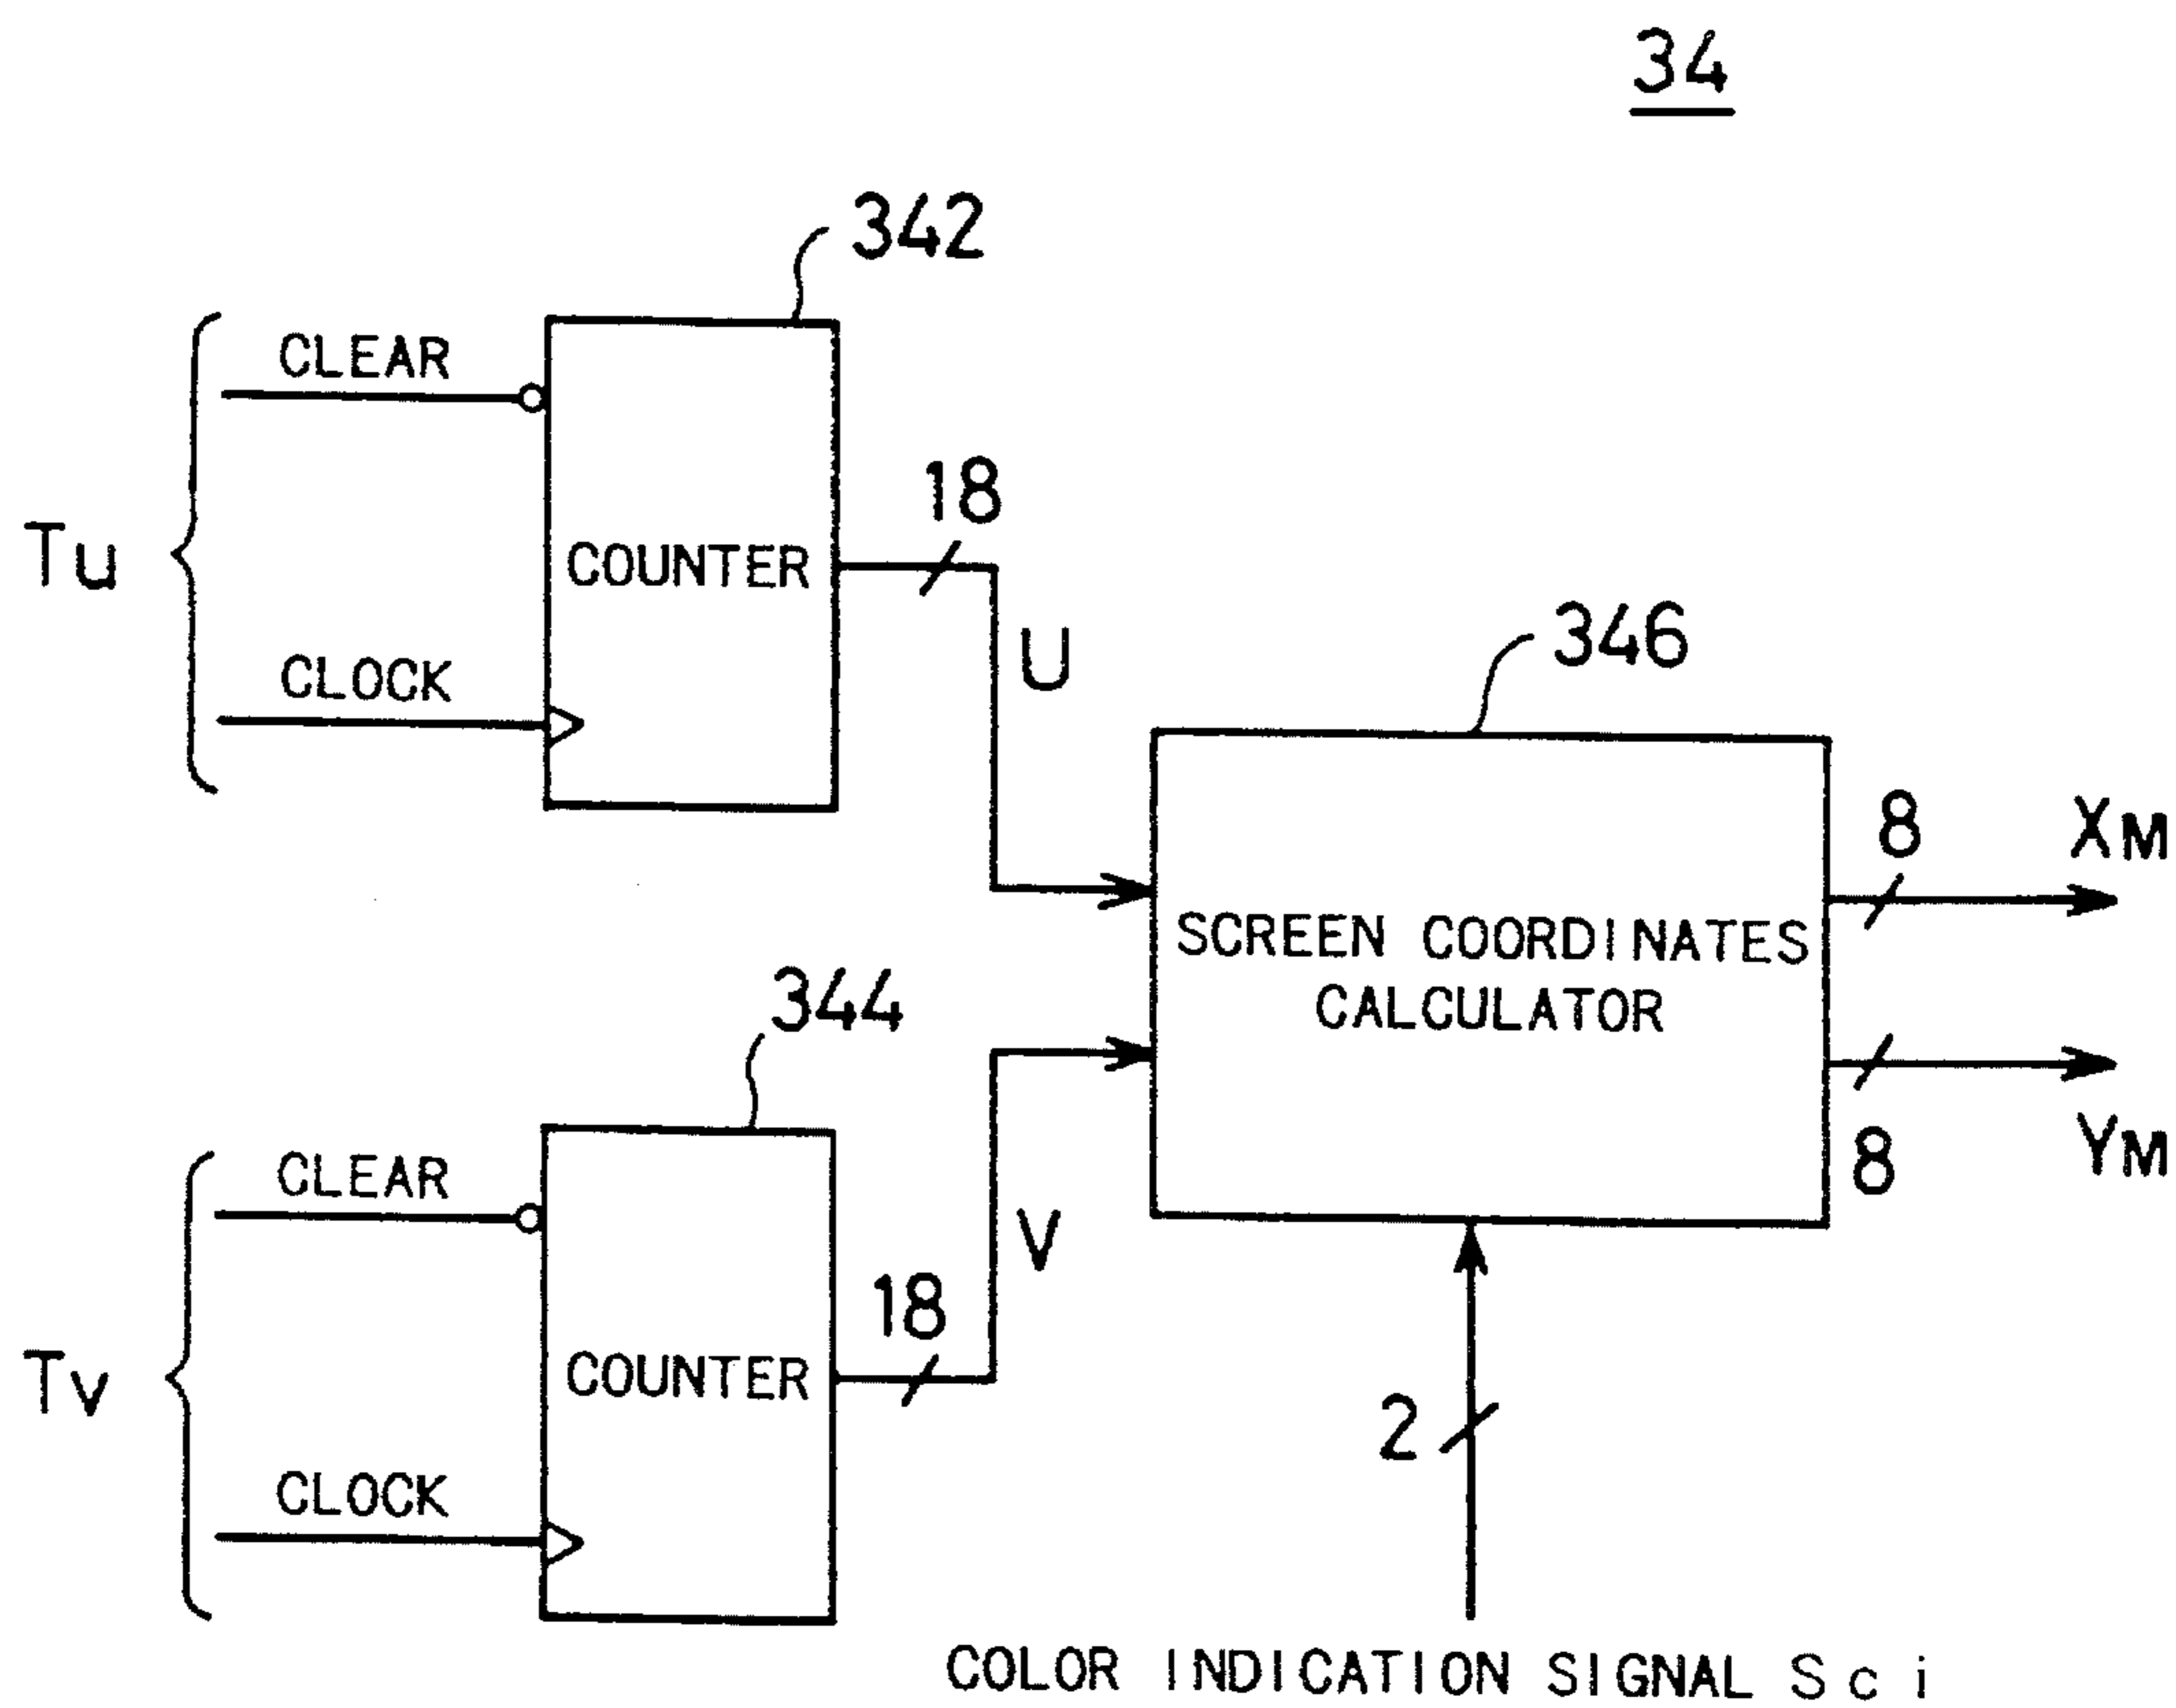 34
342
CLEAR
18
Tu
COUNTER
U
CLOCK
346
8
XM
SCREEN COORDINATES
CALCULATOR
344
YM
8
CLEAR
V
18
Tv
COUNTER
2
CLOCK
COLOR INDICATION SIGNAL Sci